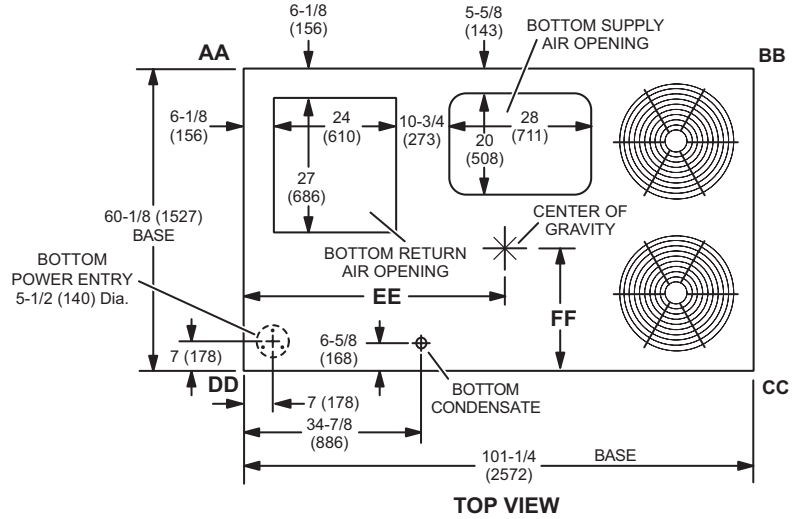 6-1/8
(156)
5-5/8
(143)
BOTTOM SUPPLY
AIR OPENING
AA
BB
6-1/8
(156)
24
(610)
10-3/4
(273)
28
(711)
20
(508)
27
(686)
60-1/8 (1527)
BASE
CENTER OF
GRAVITY
BOTTOM RETURN
AIR OPENING
BOTTOM
POWER ENTRY
5-1/2 (140) Dia.
EE
FF
7 (178)
6-5/8
(168)
DD
CC
7 (178)
BOTTOM
CONDENSATE
34-7/8
(886)
101-1/4
(2572)
BASE
TOP VIEW